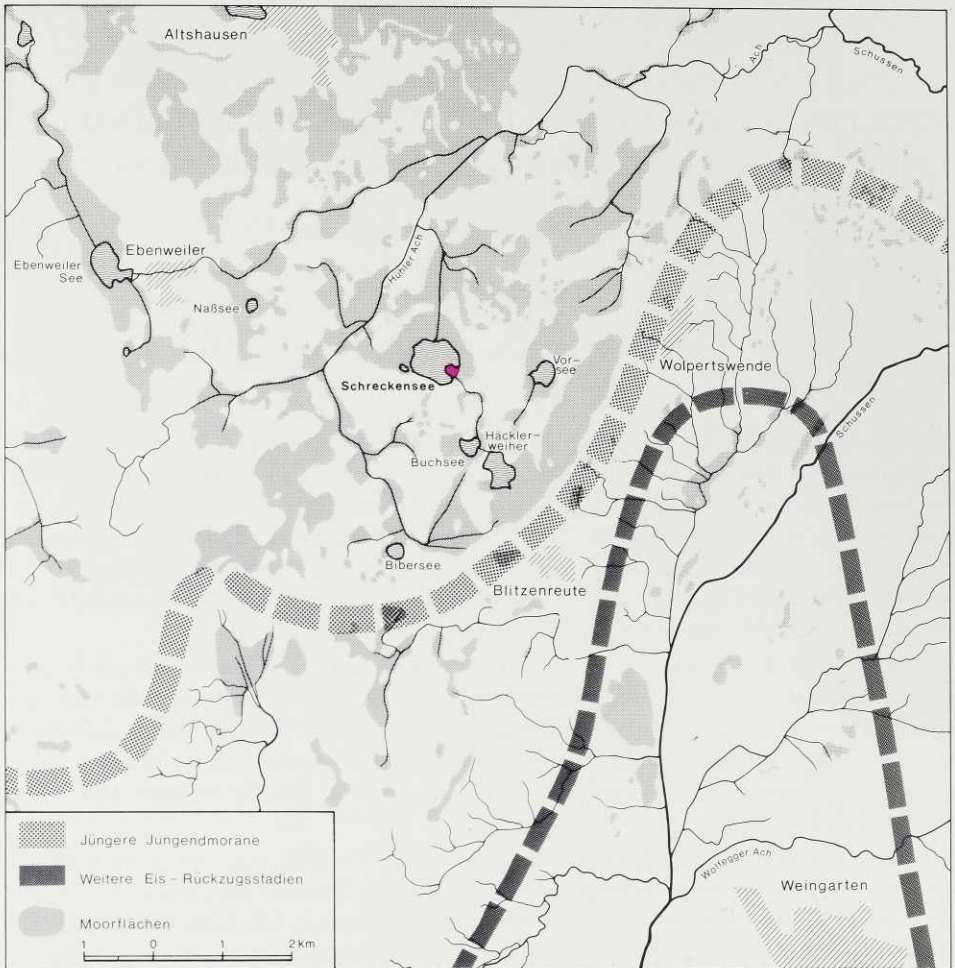 Altshausen
Ach
Schussen
Ebenweiler
Ebenweiler
See
Naßsee
Huhler Ach
Schreckensee
Vor-
see
Wolpertswende
Schussen
Häckler-
weiher
Buchsee
Bibersee
Blitzenreute
Wolfegger Ach
Weingarten
Jüngere Jungendmoräne
Weitere Eis – Rückzugsstadien
Moorflächen
1 0 1 2 km